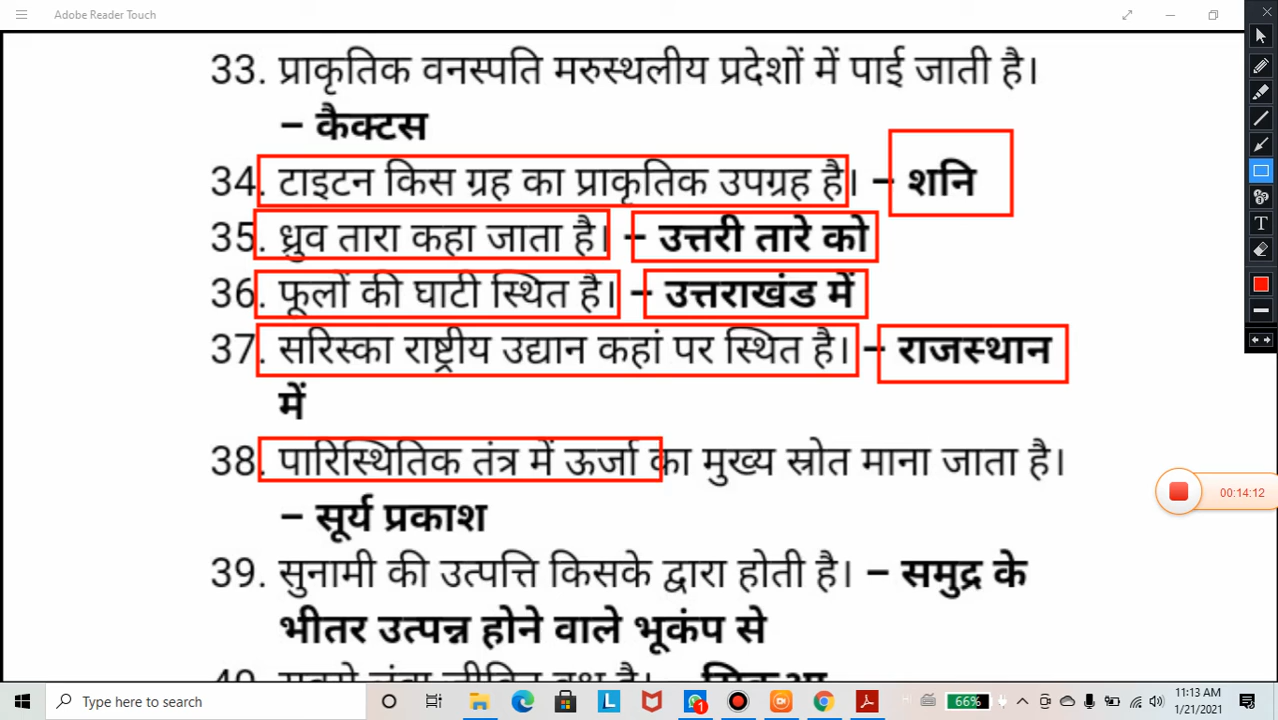 Adobe Reader Touch
33. प्राकृतिक वनस्पति मरुस्थलीय प्रदेशों में पाई जाती है।
– कैक्टस
34. टाइटन किस ग्रह का प्राकृतिक उपग्रह है। – शनि
35. ध्रुव तारा कहा जाता है। – उत्तरी तारे को
36. फूलों की घाटी स्थित है। – उत्तराखंड में
37. सरिस्का राष्ट्रीय उद्यान कहां पर स्थित है। – राजस्थान
में
38. पारिस्थितिक तंत्र में ऊर्जा का मुख्य स्रोत माना जाता है।
– सूर्य प्रकाश
00:14:12
39. सुनामी की उत्पत्ति किसके द्वारा होती है। – समुद्र के
भीतर उत्पन्न होने वाले भूकंप से
Type here to search
66%
11:13 AM
1/21/2021